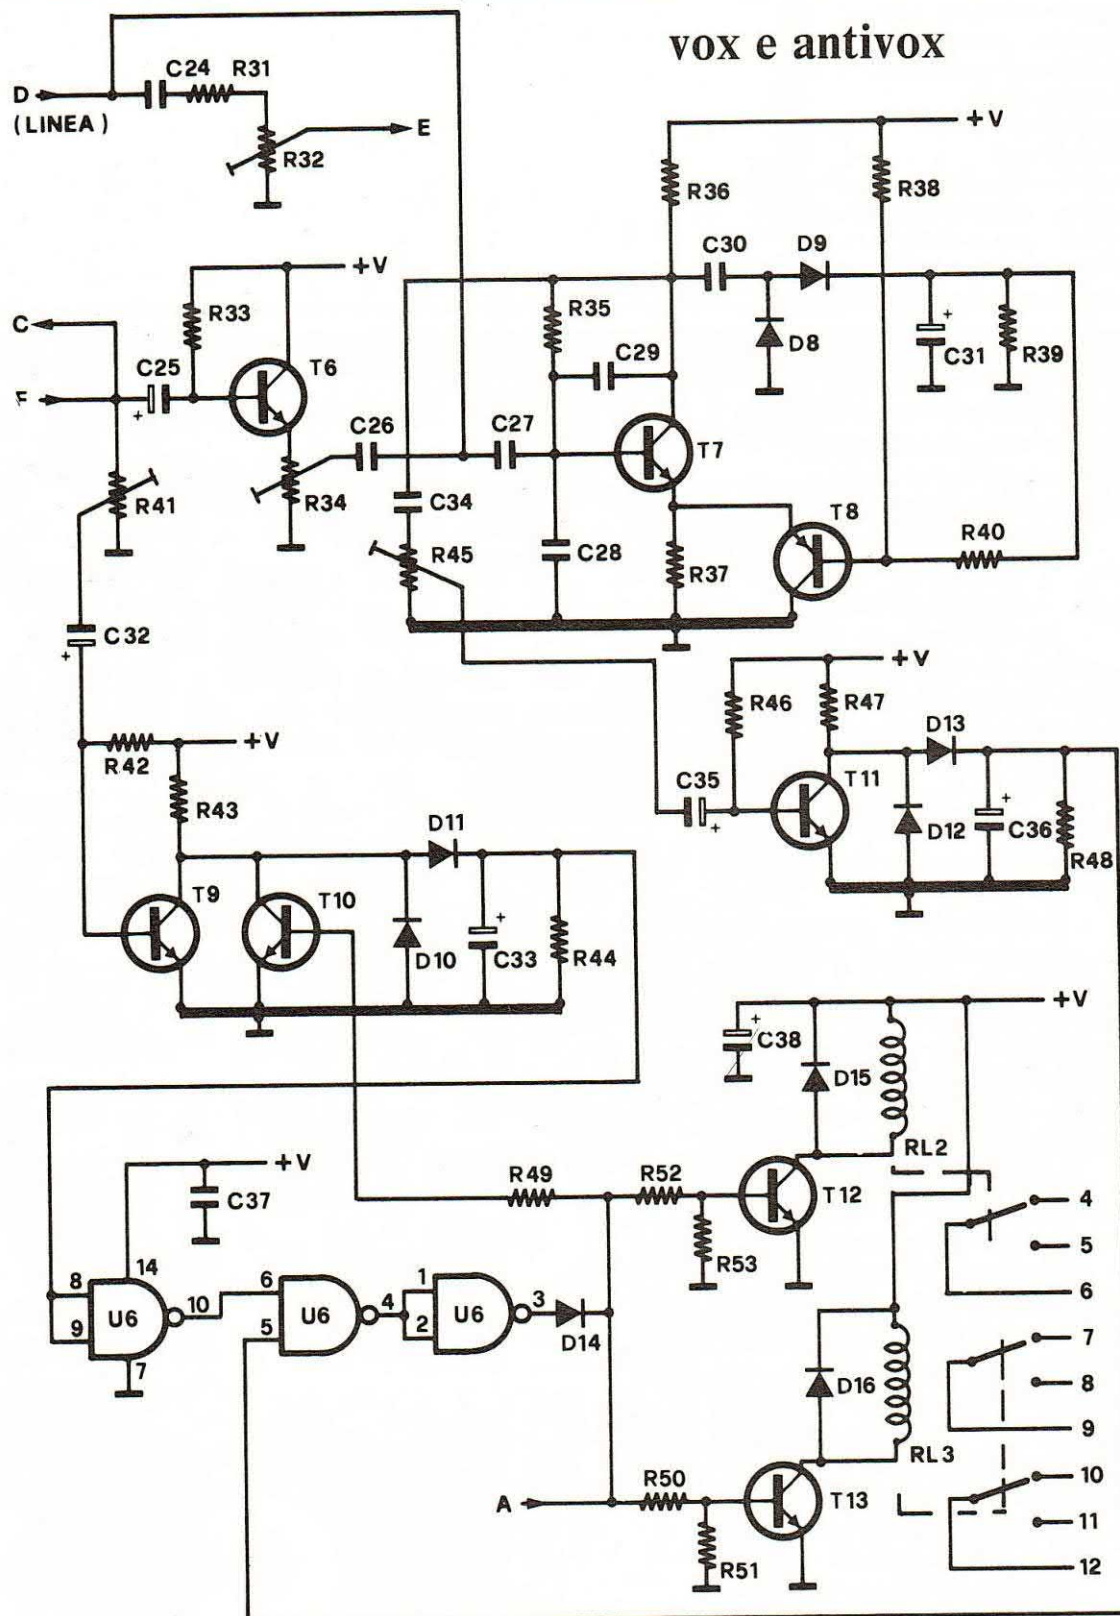 vox e antivox
C24 R31
D
(LINEA)
E
R32
+V
R36
R38
C30 D9
+V
R33
R35
C
D8
C31
+
R39
C25
T6
C29
F
+
C26
C27
T7
R41
R34
C34
T8
R40
R45
C28
R37
C32
+
+V
R46
R47
+V
D13
R42
T11
C35
+
R43
+
D12
C36
R48
D11
T9
T10
+
D10
C33
R44
+V
+
C38
D15
+V
RL2
C37
R49
R52
T12
4
14
R53
5
8
6
1
6
10
3
U6
4
U6
U6
9
5
2
7
D14
7
D16
8
9
RL3
10
R50
A
T13
11
R51
12